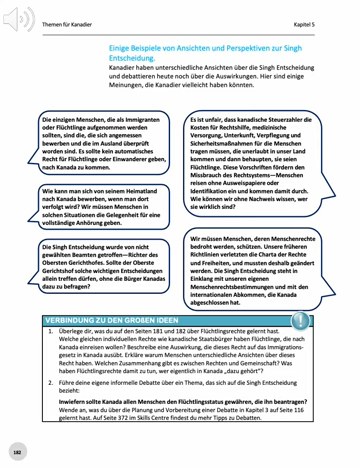 Themen für Kanadier
Kapitel 5
Einige Beispiele von Ansichten und Perspektiven zur Singh
Entscheidung.
Kanadier haben unterschiedliche Ansichten über die Singh Entscheidung
und debattieren heute noch über die Auswirkungen. Hier sind einige
Meinungen, die Kanadier vielleicht haben könnten.
Die einzigen Menschen, die als Immigranten
oder Flüchtlinge aufgenommen werden
sollten, sind die, die sich angemessen
bewerben und die im Ausland überprüft
worden sind. Es sollte kein automatisches
Recht für Flüchtlinge oder Einwanderer geben,
nach Kanada zu kommen.
Es ist unfair, dass kanadische Steuerzahler die
Kosten für Rechtshilfe, medizinische
Versorgung, Unterkunft, Verpflegung und
Sicherheitsmaßnahmen für die Menschen
tragen müssen, die unerlaubt in unser Land
kommen und dann behaupten, sie seien
Flüchtlinge. Diese Vorschriften fördern den
Missbrauch des Rechtsystems—Menschen
reisen ohne Ausweispapiere oder
Identifikation ein und kommen damit durch.
Wie können wir ohne Nachweis wissen, wer
sie wirklich sind?
Wie kann man sich von seinem Heimatland
nach Kanada bewerben, wenn man dort
verfolgt wird? Wir müssen Menschen in
solchen Situationen die Gelegenheit für eine
vollständige Anhörung geben.
Die Singh Entscheidung wurde von nicht
gewählten Beamten getroffen—Richter des
Obersten Gerichthofes. Sollte der Oberste
Gerichtshof solche wichtigen Entscheidungen
allein treffen dürfen, ohne die Bürger Kanadas
dazu zu befragen?
Wir müssen Menschen, deren Menschenrechte
bedroht werden, schützen. Unsere früheren
Richtlinien verletzten die Charta der Rechte
und Freiheiten, und mussten deshalb geändert
werden. Die Singh Entscheidung steht in
Einklang mit unseren eigenen
Menschenrechtsbestimmungen und mit den
internationalen Abkommen, die Kanada
abgeschlossen hat.
VERBINDUNG ZU DEN GROßEN IDEEN
1. Überlege dir, was du auf den Seiten 181 und 182 über Flüchtlingsrechte gelernt hast.
Welche gleichen individuellen Rechte wie kanadische Staatsbürger haben Flüchtlinge, die nach
Kanada einreisen wollen? Beschreibe eine Auswirkung, die dieses Recht auf das Immigrations-
gesetz in Kanada ausübt. Erkläre warum Menschen unterschiedliche Ansichten über dieses
Recht haben. Welchen Zusammenhang gibt es zwischen Rechten und Gemeinschaft? Was
haben Flüchtlingsrechte damit zu tun, wer eigentlich in Kanada „dazu gehört“?
2. Führe deine eigene informelle Debatte über ein Thema, das sich auf die Singh Entscheidung
bezieht:
Inwiefern sollte Kanada allen Menschen den Flüchtlingsstatus gewähren, die ihn beantragen?
Wende an, was du über die Planung und Vorbereitung einer Debatte in Kapitel 3 auf Seite 116
gelernt hast. Auf Seite 372 im Skills Centre findest du mehr Tipps zu Debatten.
182